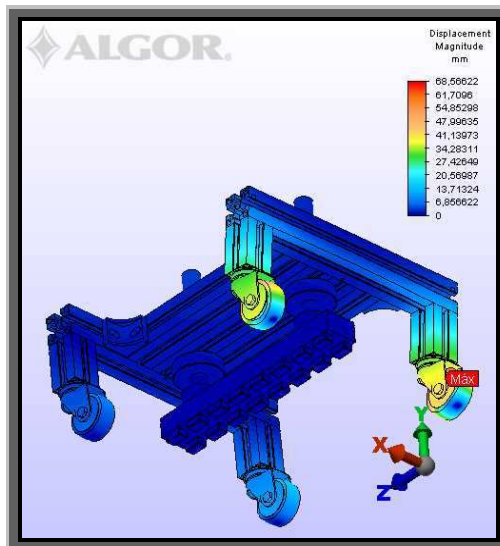 ALGOR.
Displacement
Magnitude
mm
68,56622
61,7096
54,85298
47,99635
41,13973
34,28311
27,42649
20,56987
13,71324
6,856622
0
Máx
Y
X
Z